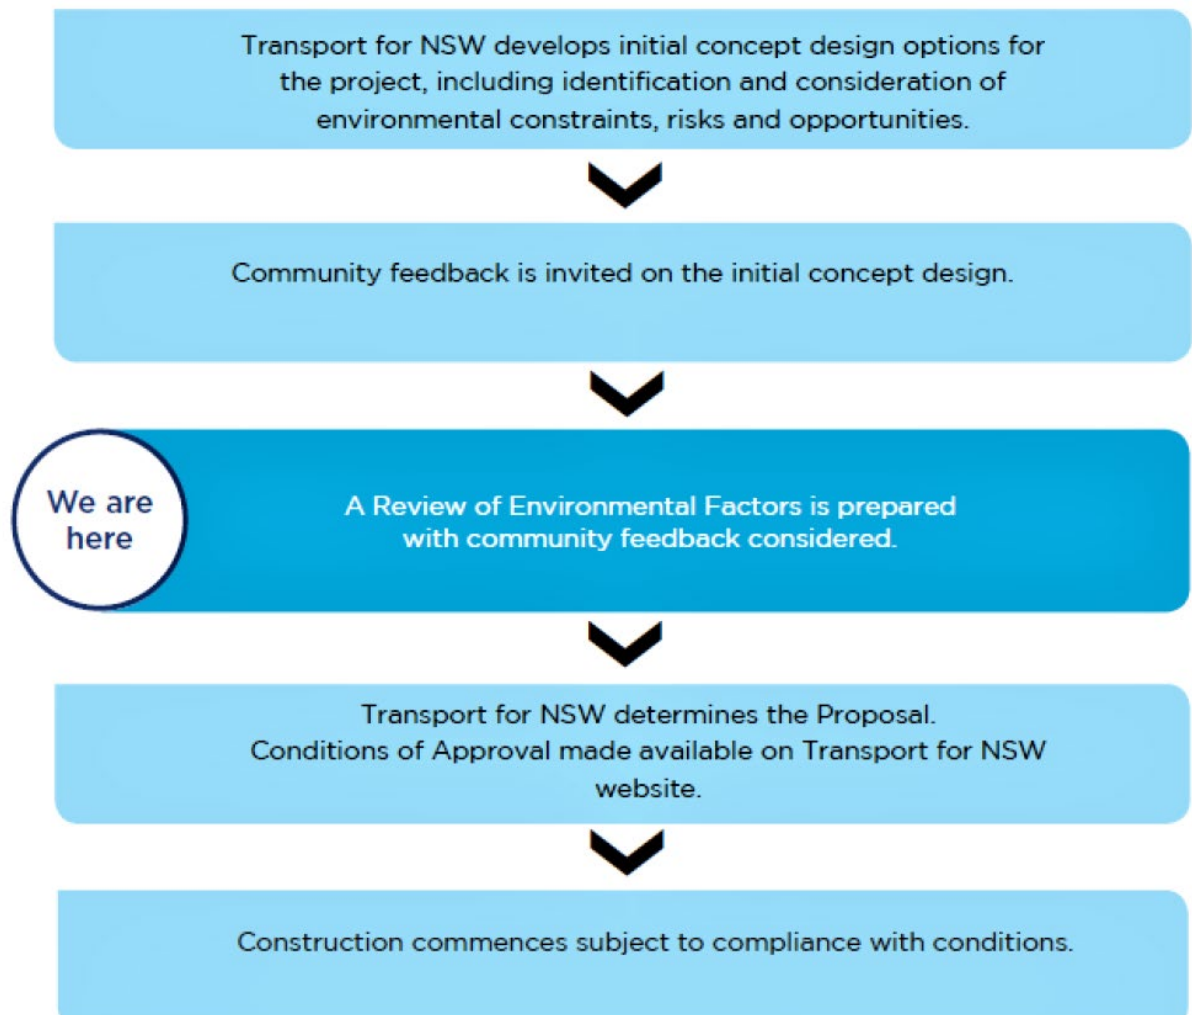 Transport for NSW develops initial concept design options for
the project, including identification and consideration of
environmental constraints, risks and opportunities.
Community feedback is invited on the initial concept design.
We are
here
A Review of Environmental Factors is prepared
with community feedback considered.
Transport for NSW determines the Proposal.
Conditions of Approval made available on Transport for NSW
website.
Construction commences subject to compliance with conditions.